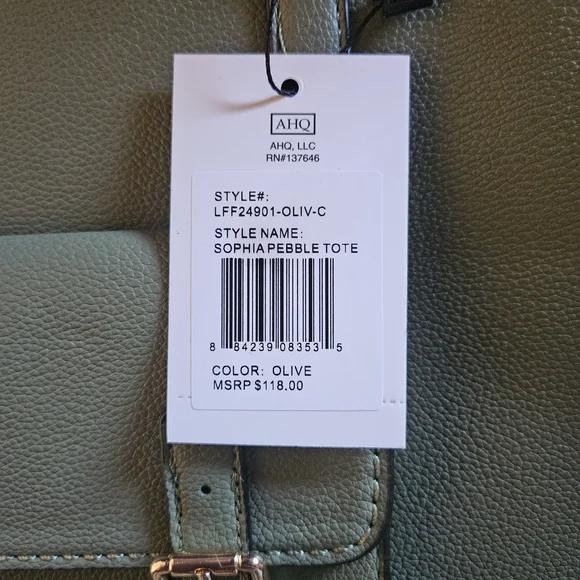 AHQ
AHQ, LLC
RN#137646
STYLE#:
LFF24901-OLIV-C
STYLE NAME:
SOPHIA PEBBLE TOTE
8 84239 08353 5
COLOR: OLIVE
MSRP $118.00